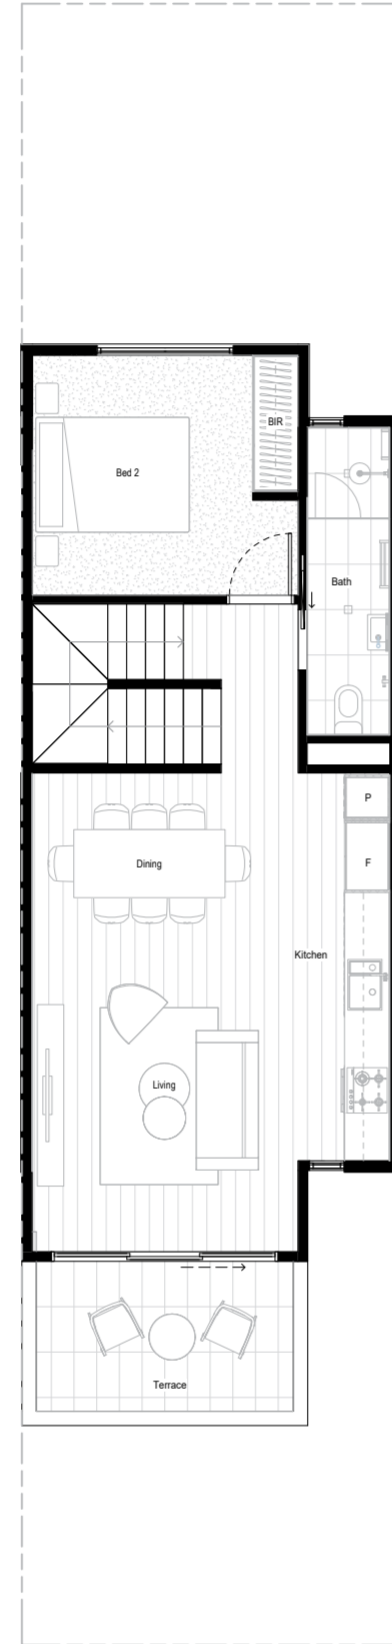 BIR
Bed 2
Bath
P
Dining
F
Kitchen
Living
Terrace